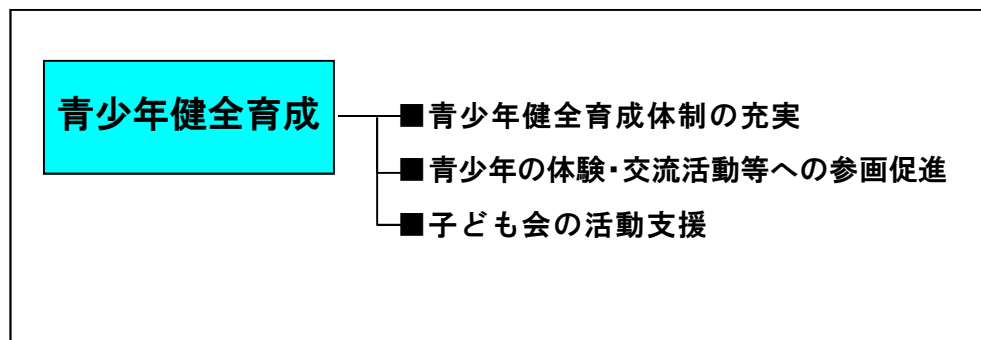 青少年健全育成
■青少年健全育成体制の充実
■青少年の体験・交流活動等への参画促進
■子ども会の活動支援